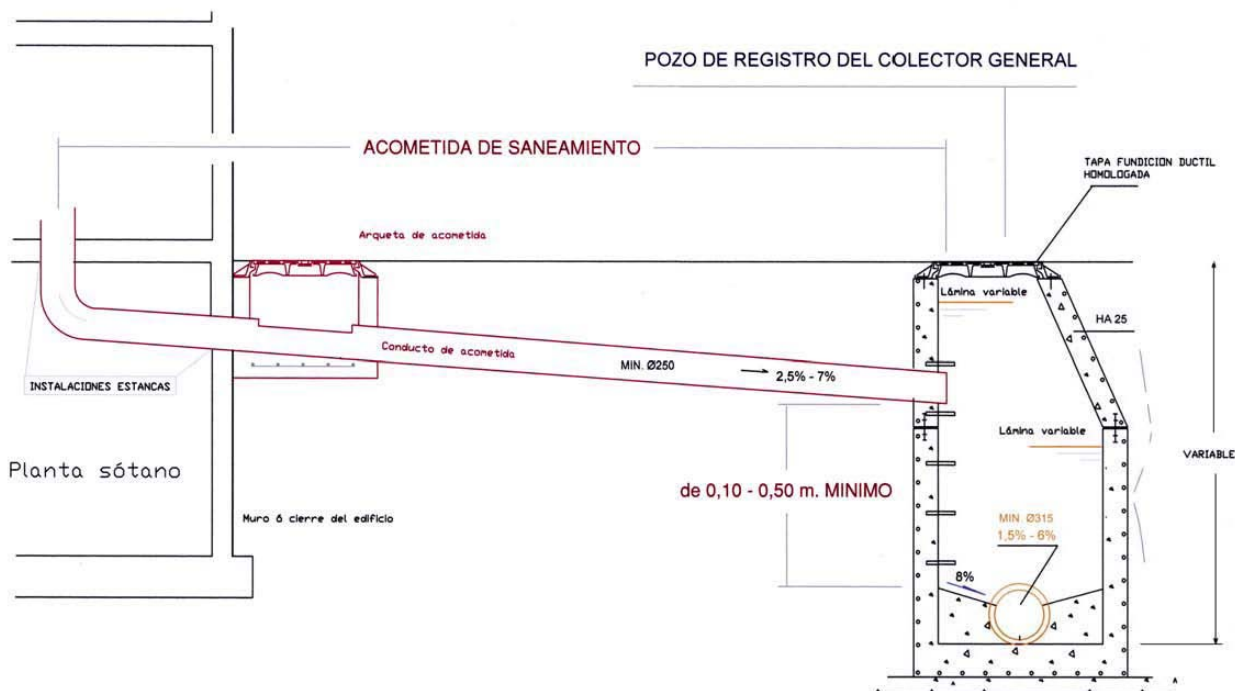 POZO DE REGISTRO DEL COLECTOR GENERAL
ACOMETIDA DE SANEAMIENTO
TAPA FUNDICION DUCTIL
HOMOLOGADA
Arqueta de acometida
Lámina variable
HA 25
Conducto de acometida
MIN. Ø250
2,5% - 7%
INSTALACIONES ESTANCAS
Lámina variable
VARIABLE
Planta sótano
de 0,10 - 0,50 m. MINIMO
Muro ó cierre del edificio
MIN. Ø315
1,5% - 6%
8%